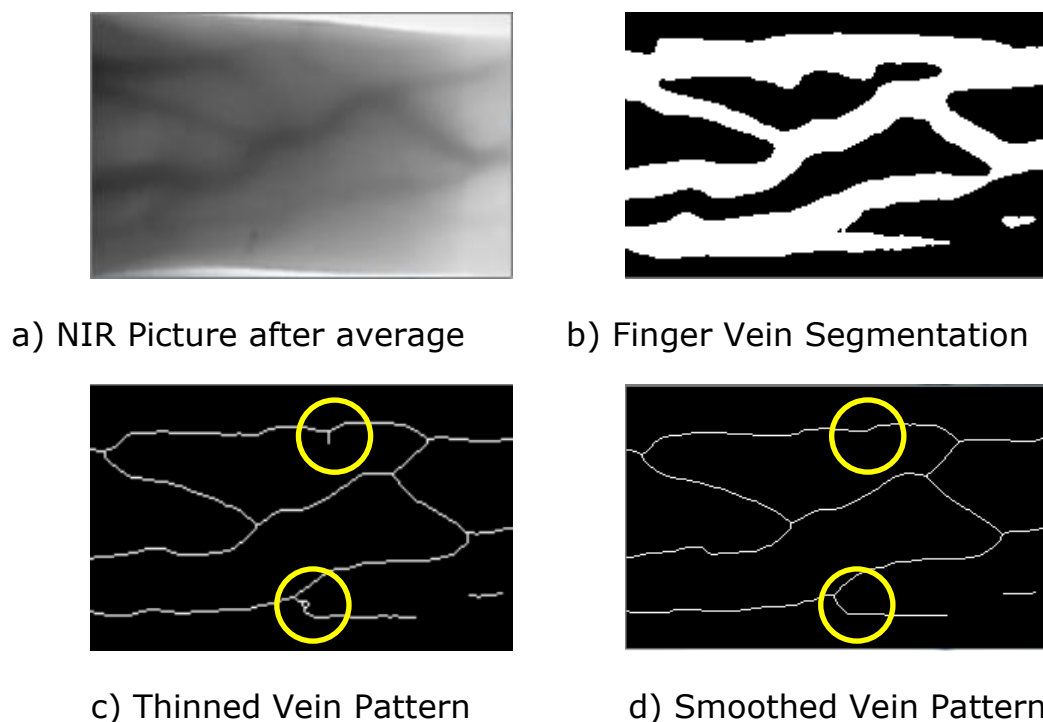 a) NIR Picture after average
b) Finger Vein Segmentation
c) Thinned Vein Pattern
d) Smoothed Vein Pattern